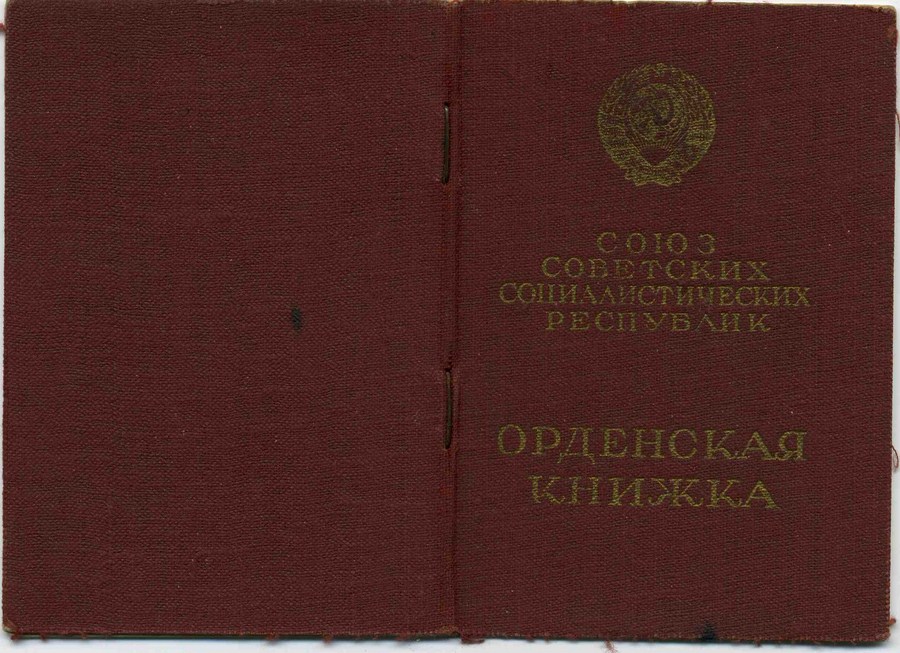 СОЮЗ
СОВЕТСКИХ
СОЦИАЛИСТИЧЕСКИХ
РЕСПУБЛИК
ОРДЕНСКАЯ
КНИЖКА